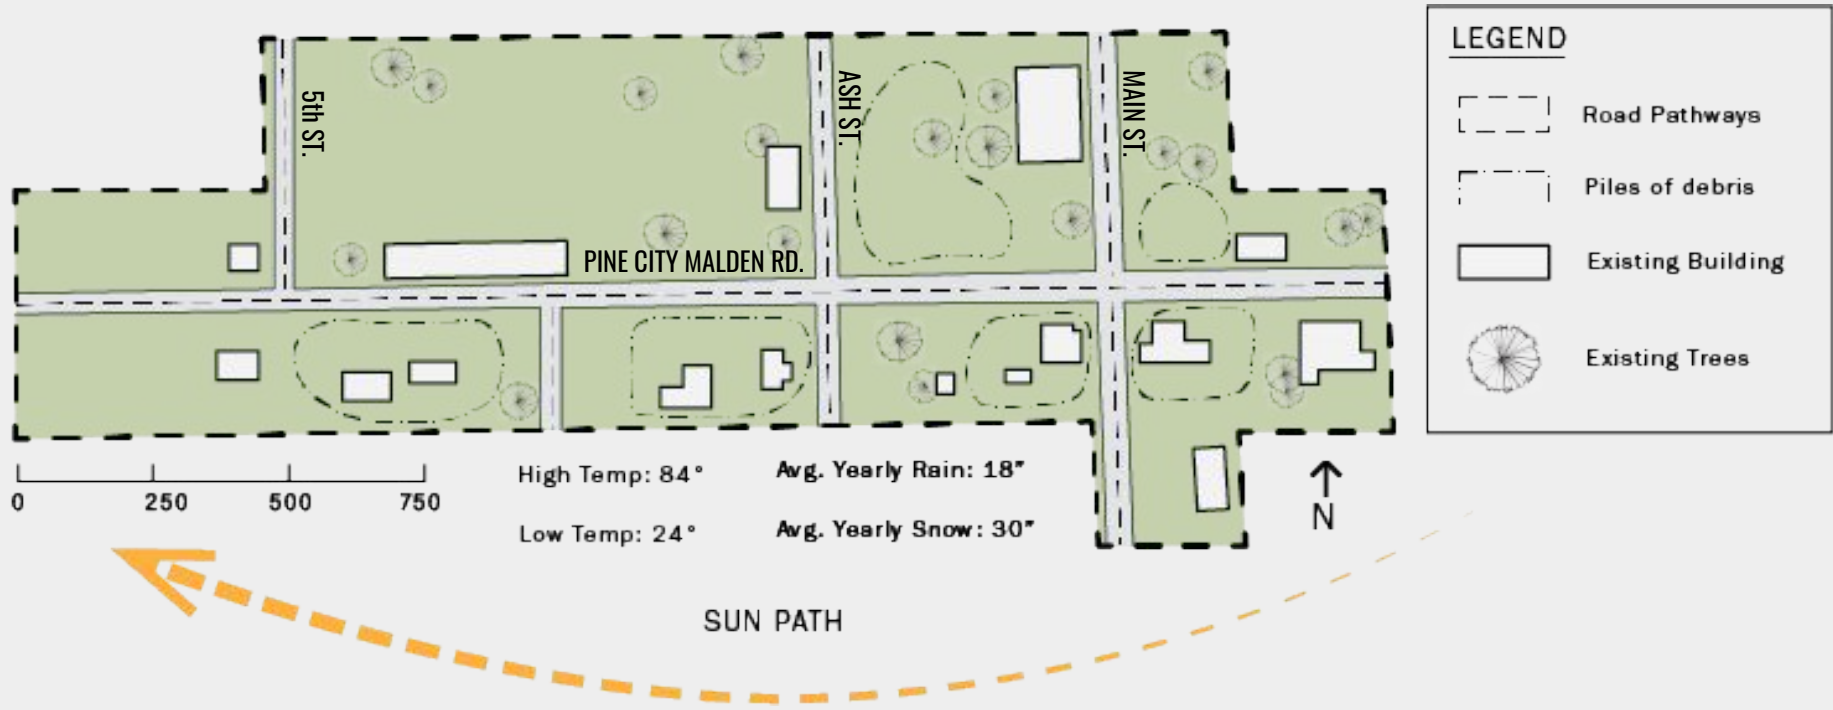 LEGEND
Road Pathways
Piles of debris
Existing Building
Existing Trees
5th ST.
ASH ST.
MAIN ST.
PINE CITY MALDEN RD.
0 250 500 750
High Temp: 84°
Avg. Yearly Rain: 18"
Low Temp: 24°
Avg. Yearly Snow: 30"
N
SUN PATH